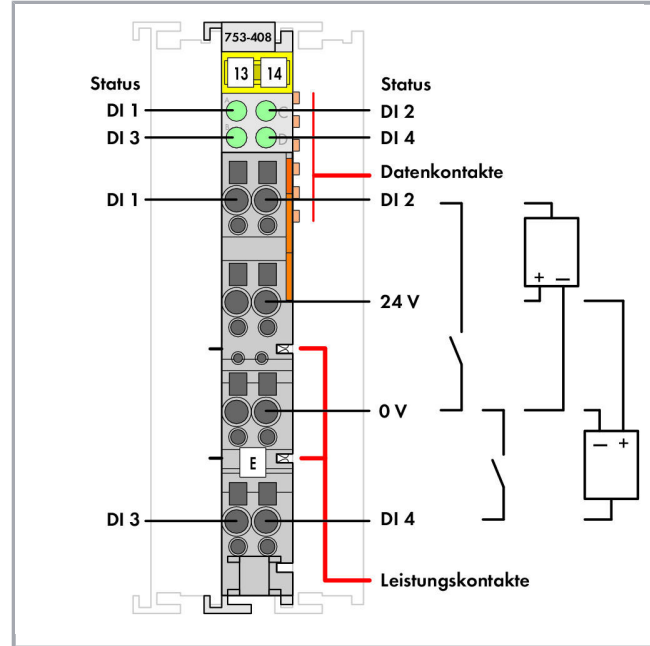 753-408
13 14
Status Status
A C
DI 1 DI 2
DI 3 D DI 4
Datenkontakte
DI 1 DI 2
+ −
24 V
0 V
− +
E
DI 3 DI 4
Leistungskontakte